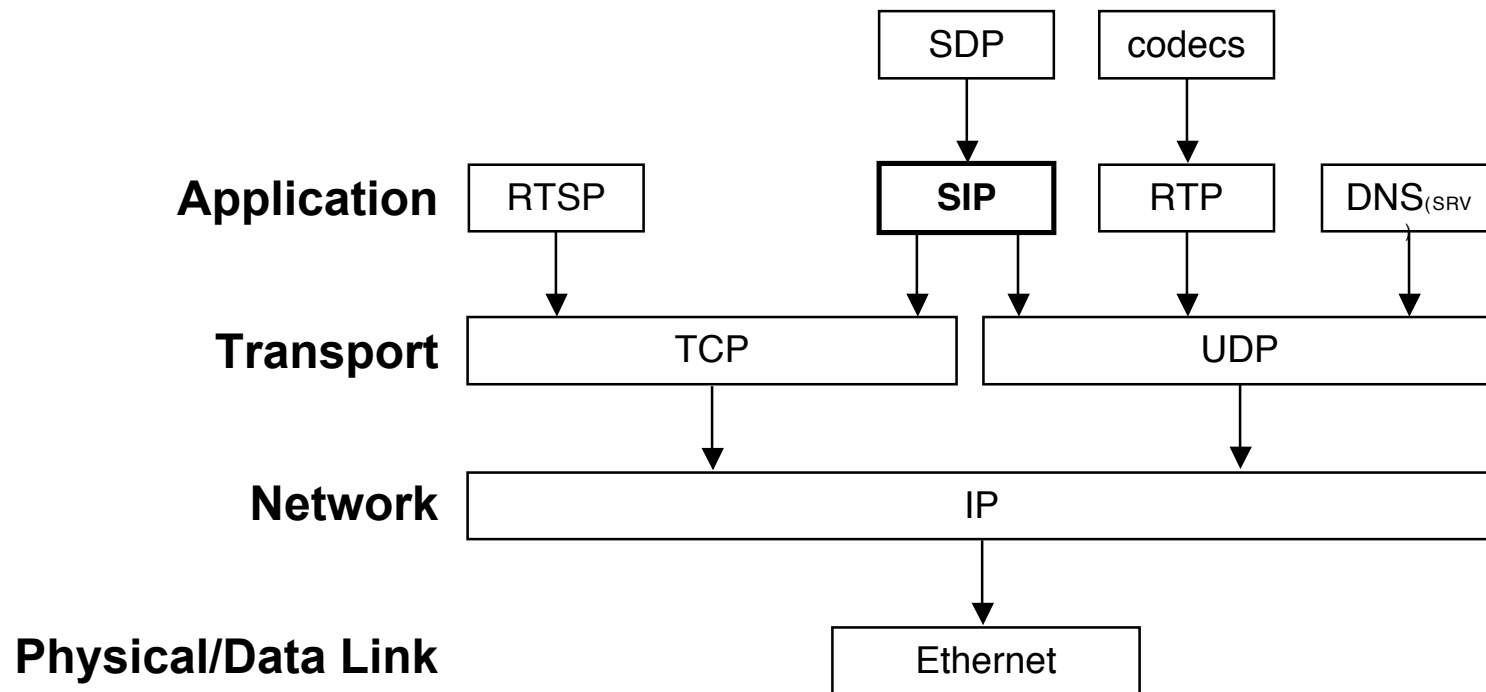 SDP codecs
Application RTSP SIP RTP DNS(SRV
)
Transport TCP UDP
Network IP
Physical/Data Link Ethernet